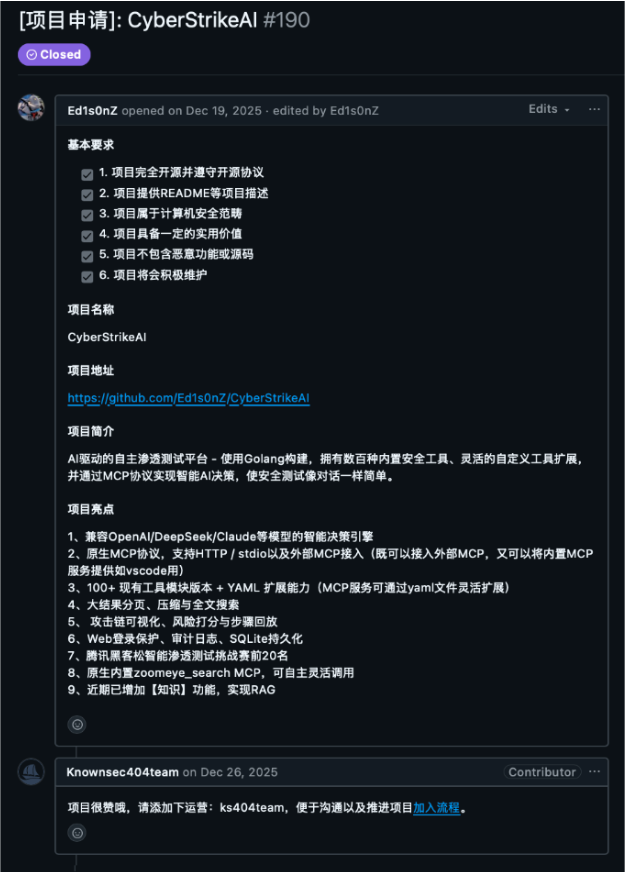 [项目申请]: CyberStrikeAI #190
Closed
Ed1s0nZ opened on Dec 19, 2025 · edited by Ed1s0nZ Edits
基本要求
1. 项目完全开源并遵守开源协议
2. 项目提供README等项目描述
3. 项目属于计算机安全范畴
4. 项目具备一定的实用价值
5. 项目不包含恶意功能或源码
6. 项目将会积极维护
项目名称
CyberStrikeAI
项目地址
https://github.com/Ed1s0nZ/CyberStrikeAI
项目简介
AI驱动的自主渗透测试平台 - 使用Golang构建，拥有数百种内置安全工具、灵活的自定义工具扩展，
并通过MCP协议实现智能AI决策，使安全测试像对话一样简单。
项目亮点
1、兼容OpenAI/DeepSeek/Claude等模型的智能决策引擎
2、原生MCP协议，支持HTTP / stdio以及外部MCP接入（既可以接入外部MCP，又可以将内置MCP
服务提供如vscode用）
3、100+ 现有工具模块版本 + YAML 扩展能力（MCP服务可通过yaml文件灵活扩展）
4、大结果分页、压缩与全文搜索
5、 攻击链可视化、风险打分与步骤回放
6、Web登录保护、审计日志、SQLite持久化
7、腾讯黑客松智能渗透测试挑战赛前20名
8、原生内置zoomeye_search MCP，可自主灵活调用
9、近期已增加【知识】功能，实现RAG
Knownsec404team on Dec 26, 2025 Contributor
项目很赞哦，请添加下运营：ks404team，便于沟通以及推进项目加入流程。